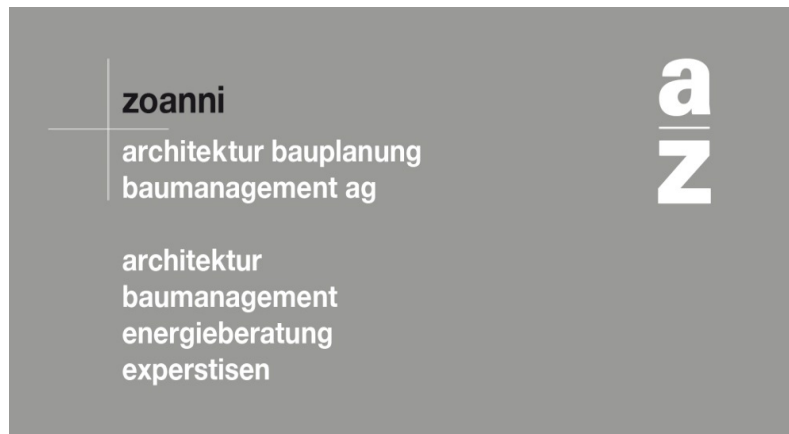 zoanni
architektur bauplanung
baumanagement ag
architektur
baumanagement
energieberatung
experstisen
a
z